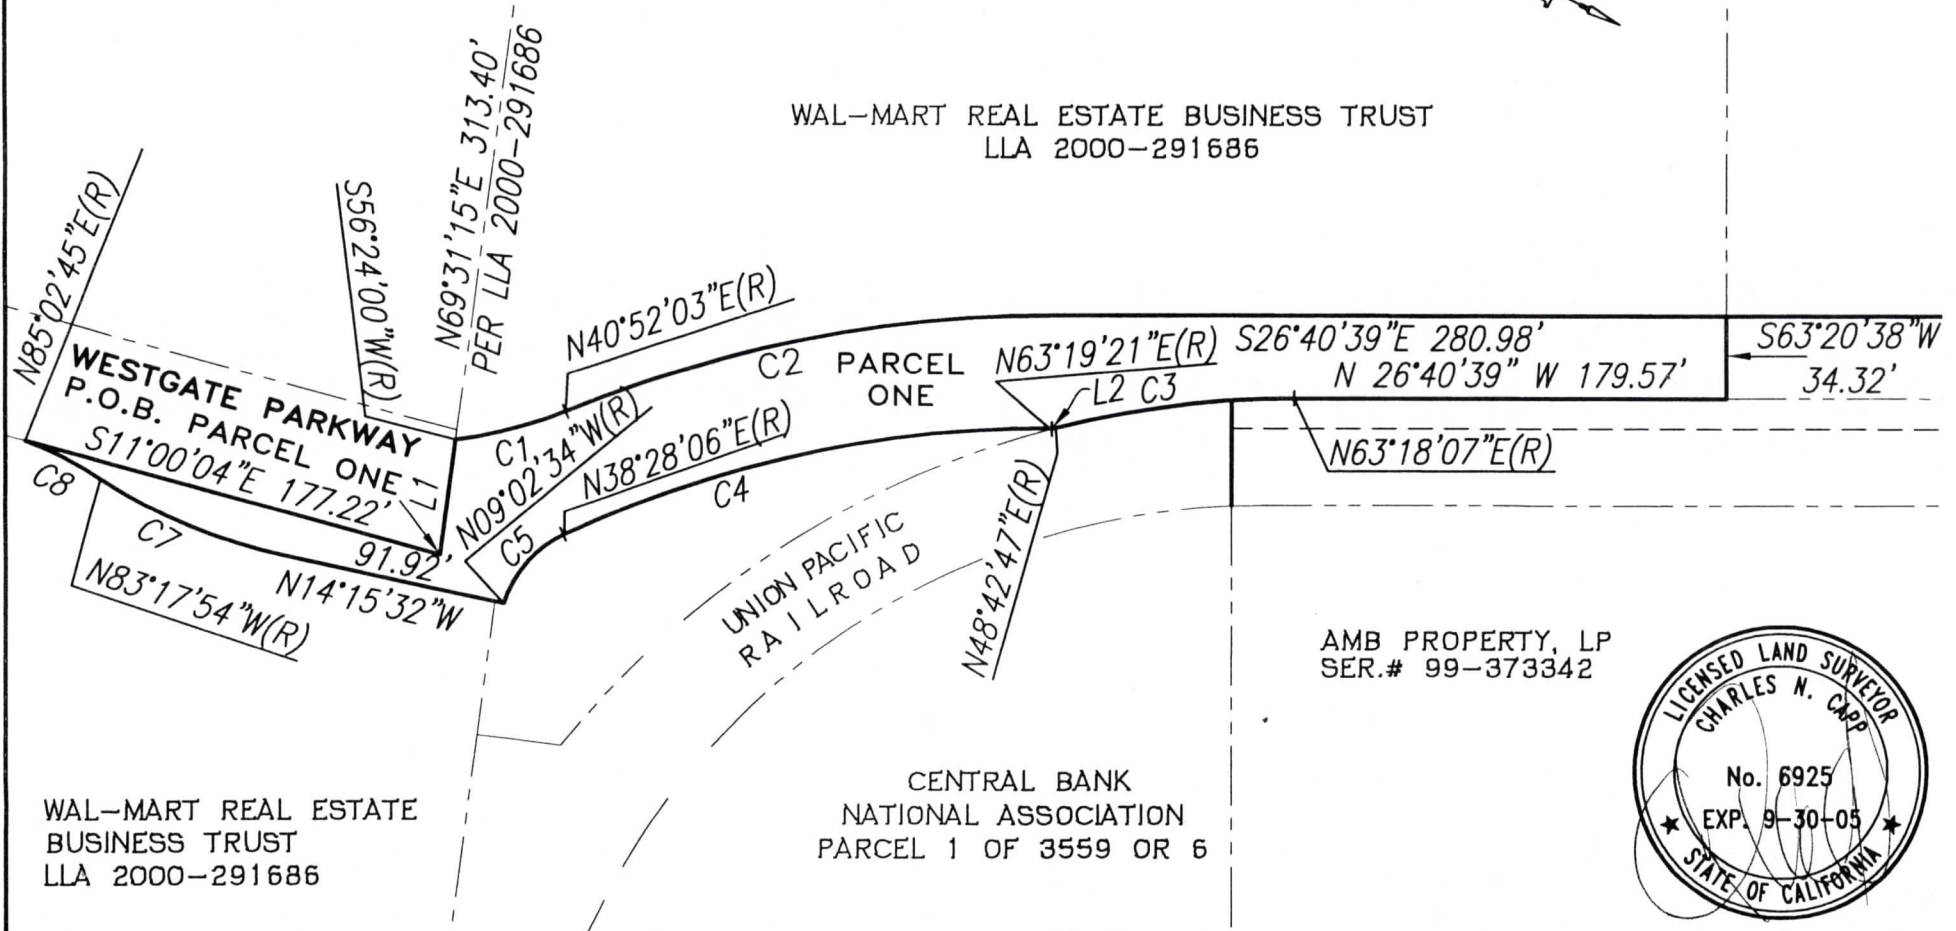 WAL-MART REAL ESTATE BUSINESS TRUST
LLA 2000-291686
N69°31'15"E 313.40'
PER LLA 2000-291686
N85°02'45"E(R)
S56°24'00"W(R)
N40°52'03"E(R)
WESTGATE PARKWAY
P.O.B. PARCEL ONE
S11°00'04"E 177.22'
L1
C1
C2
PARCEL
ONE
N63°19'21"E(R)
L2 C3
S26°40'39"E 280.98'
N 26°40'39" W 179.57'
S63°20'38"W
34.32'
N63°18'07"E(R)
N09°02'34"W(R)
N38°28'06"E(R)
C4
C5
C8
C7
91.92'
N14°15'32"W
N83°17'54"W(R)
N48°42'47"E(R)
UNION PACIFIC
RAILROAD
AMB PROPERTY, LP
SER.# 99-373342
CENTRAL BANK
NATIONAL ASSOCIATION
PARCEL 1 OF 3559 OR 6
WAL-MART REAL ESTATE
BUSINESS TRUST
LLA 2000-291686
LICENSED LAND SURVEYOR
CHARLES N. CAPP
No. 6925
EXP. 9-30-05
★ STATE OF CALIFORNIA ★